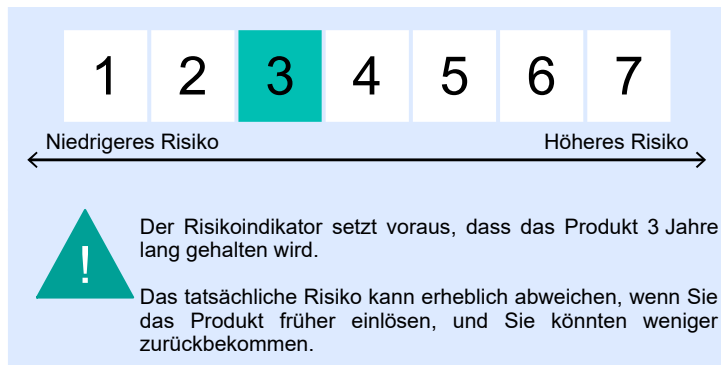 1 2 3 4 5 6 7
Niedrigeres Risiko Höheres Risiko
!
Der Risikoindikator setzt voraus, dass das Produkt 3 Jahre
lang gehalten wird.
Das tatsächliche Risiko kann erheblich abweichen, wenn Sie
das Produkt früher einlösen, und Sie könnten weniger
zurückbekommen.